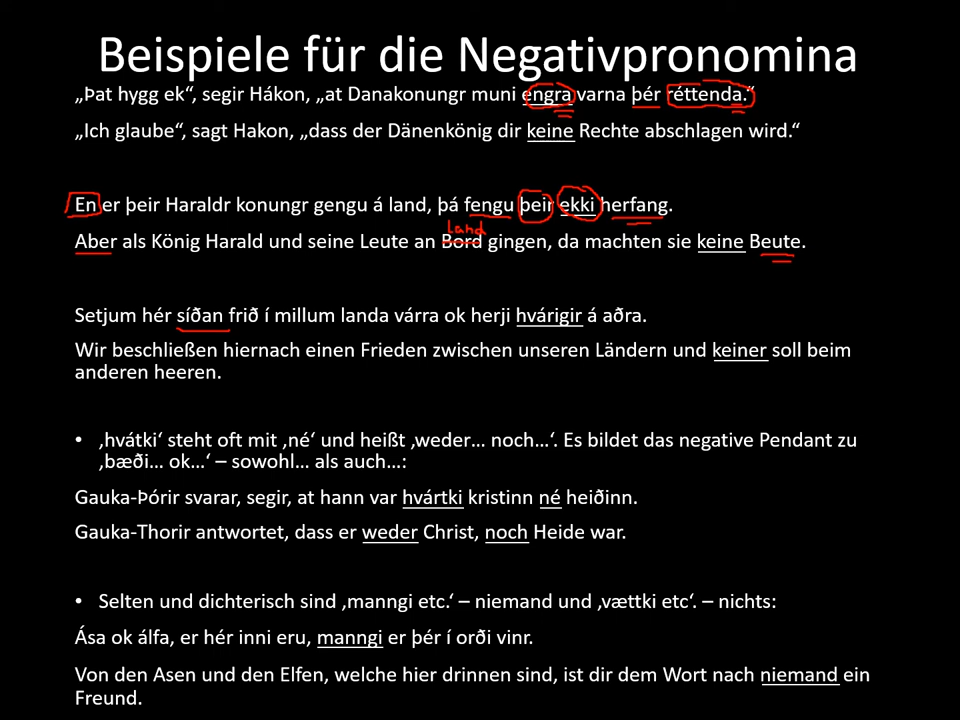 Beispiele für die Negativpronomina
„Þat hygg ek“, segir Hákon, „at Danakonungr muni engra varna þér réttenda.“
„Ich glaube“, sagt Hakon, „dass der Dänenkönig dir keine Rechte abschlagen wird.“
En er þeir Haraldr konungr gengu á land, þá fengu þeir ekki herfang.
land
Aber als König Harald und seine Leute an Bord gingen, da machten sie keine Beute.
Setjum hér síðan frið í millum landa várra ok herji hvárigir á aðra.
Wir beschließen hiernach einen Frieden zwischen unseren Ländern und keiner soll beim
anderen heeren.
• ‚hvátki‘ steht oft mit ‚né‘ und heißt ‚weder… noch…‘. Es bildet das negative Pendant zu
‚bæði… ok…‘ – sowohl… als auch…:
Gauka-Þórir svarar, segir, at hann var hvártki kristinn né heiðinn.
Gauka-Thorir antwortet, dass er weder Christ, noch Heide war.
• Selten und dichterisch sind ‚manngi etc.‘ – niemand und ‚vættki etc‘. – nichts:
Ása ok álfa, er hér inni eru, manngi er þér í orði vinr.
Von den Asen und den Elfen, welche hier drinnen sind, ist dir dem Wort nach niemand ein
Freund.